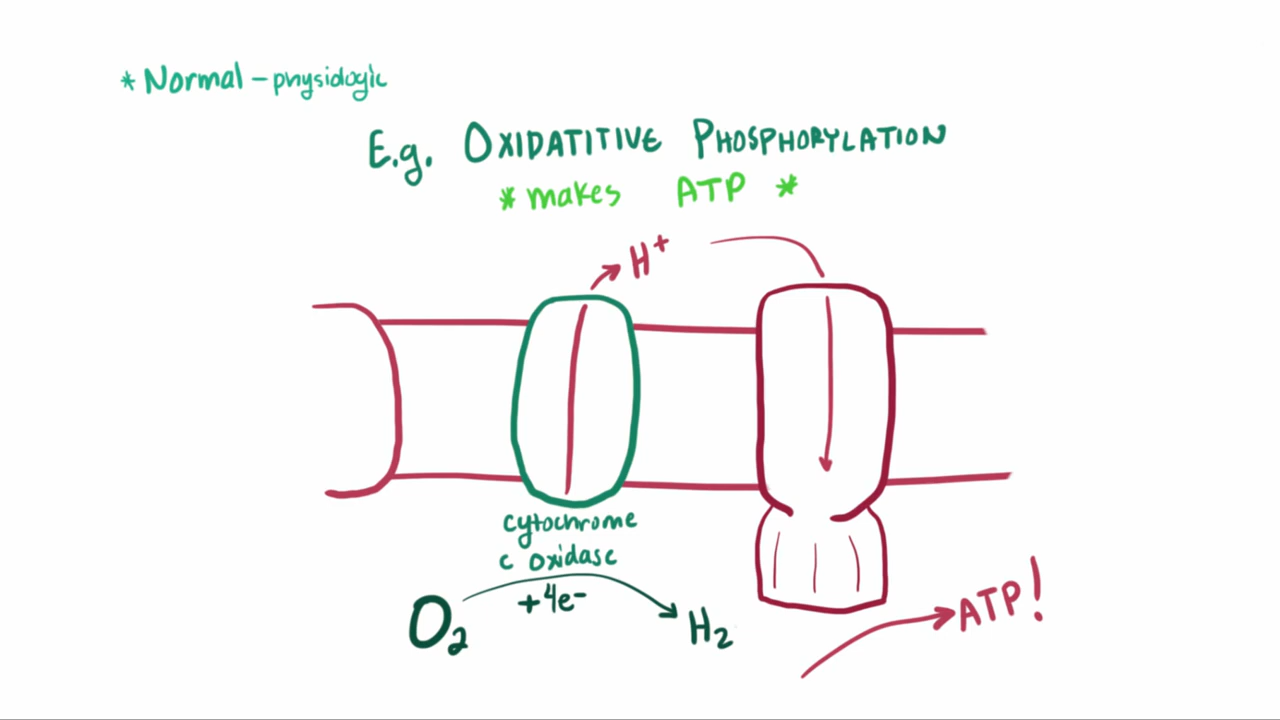 * Normal – physiologic
E.g. OXIDATITIVE PHOSPHORYLATION
* makes ATP *
H+
cytochrome
c oxidase
+4e-
O2
H2
ATP!